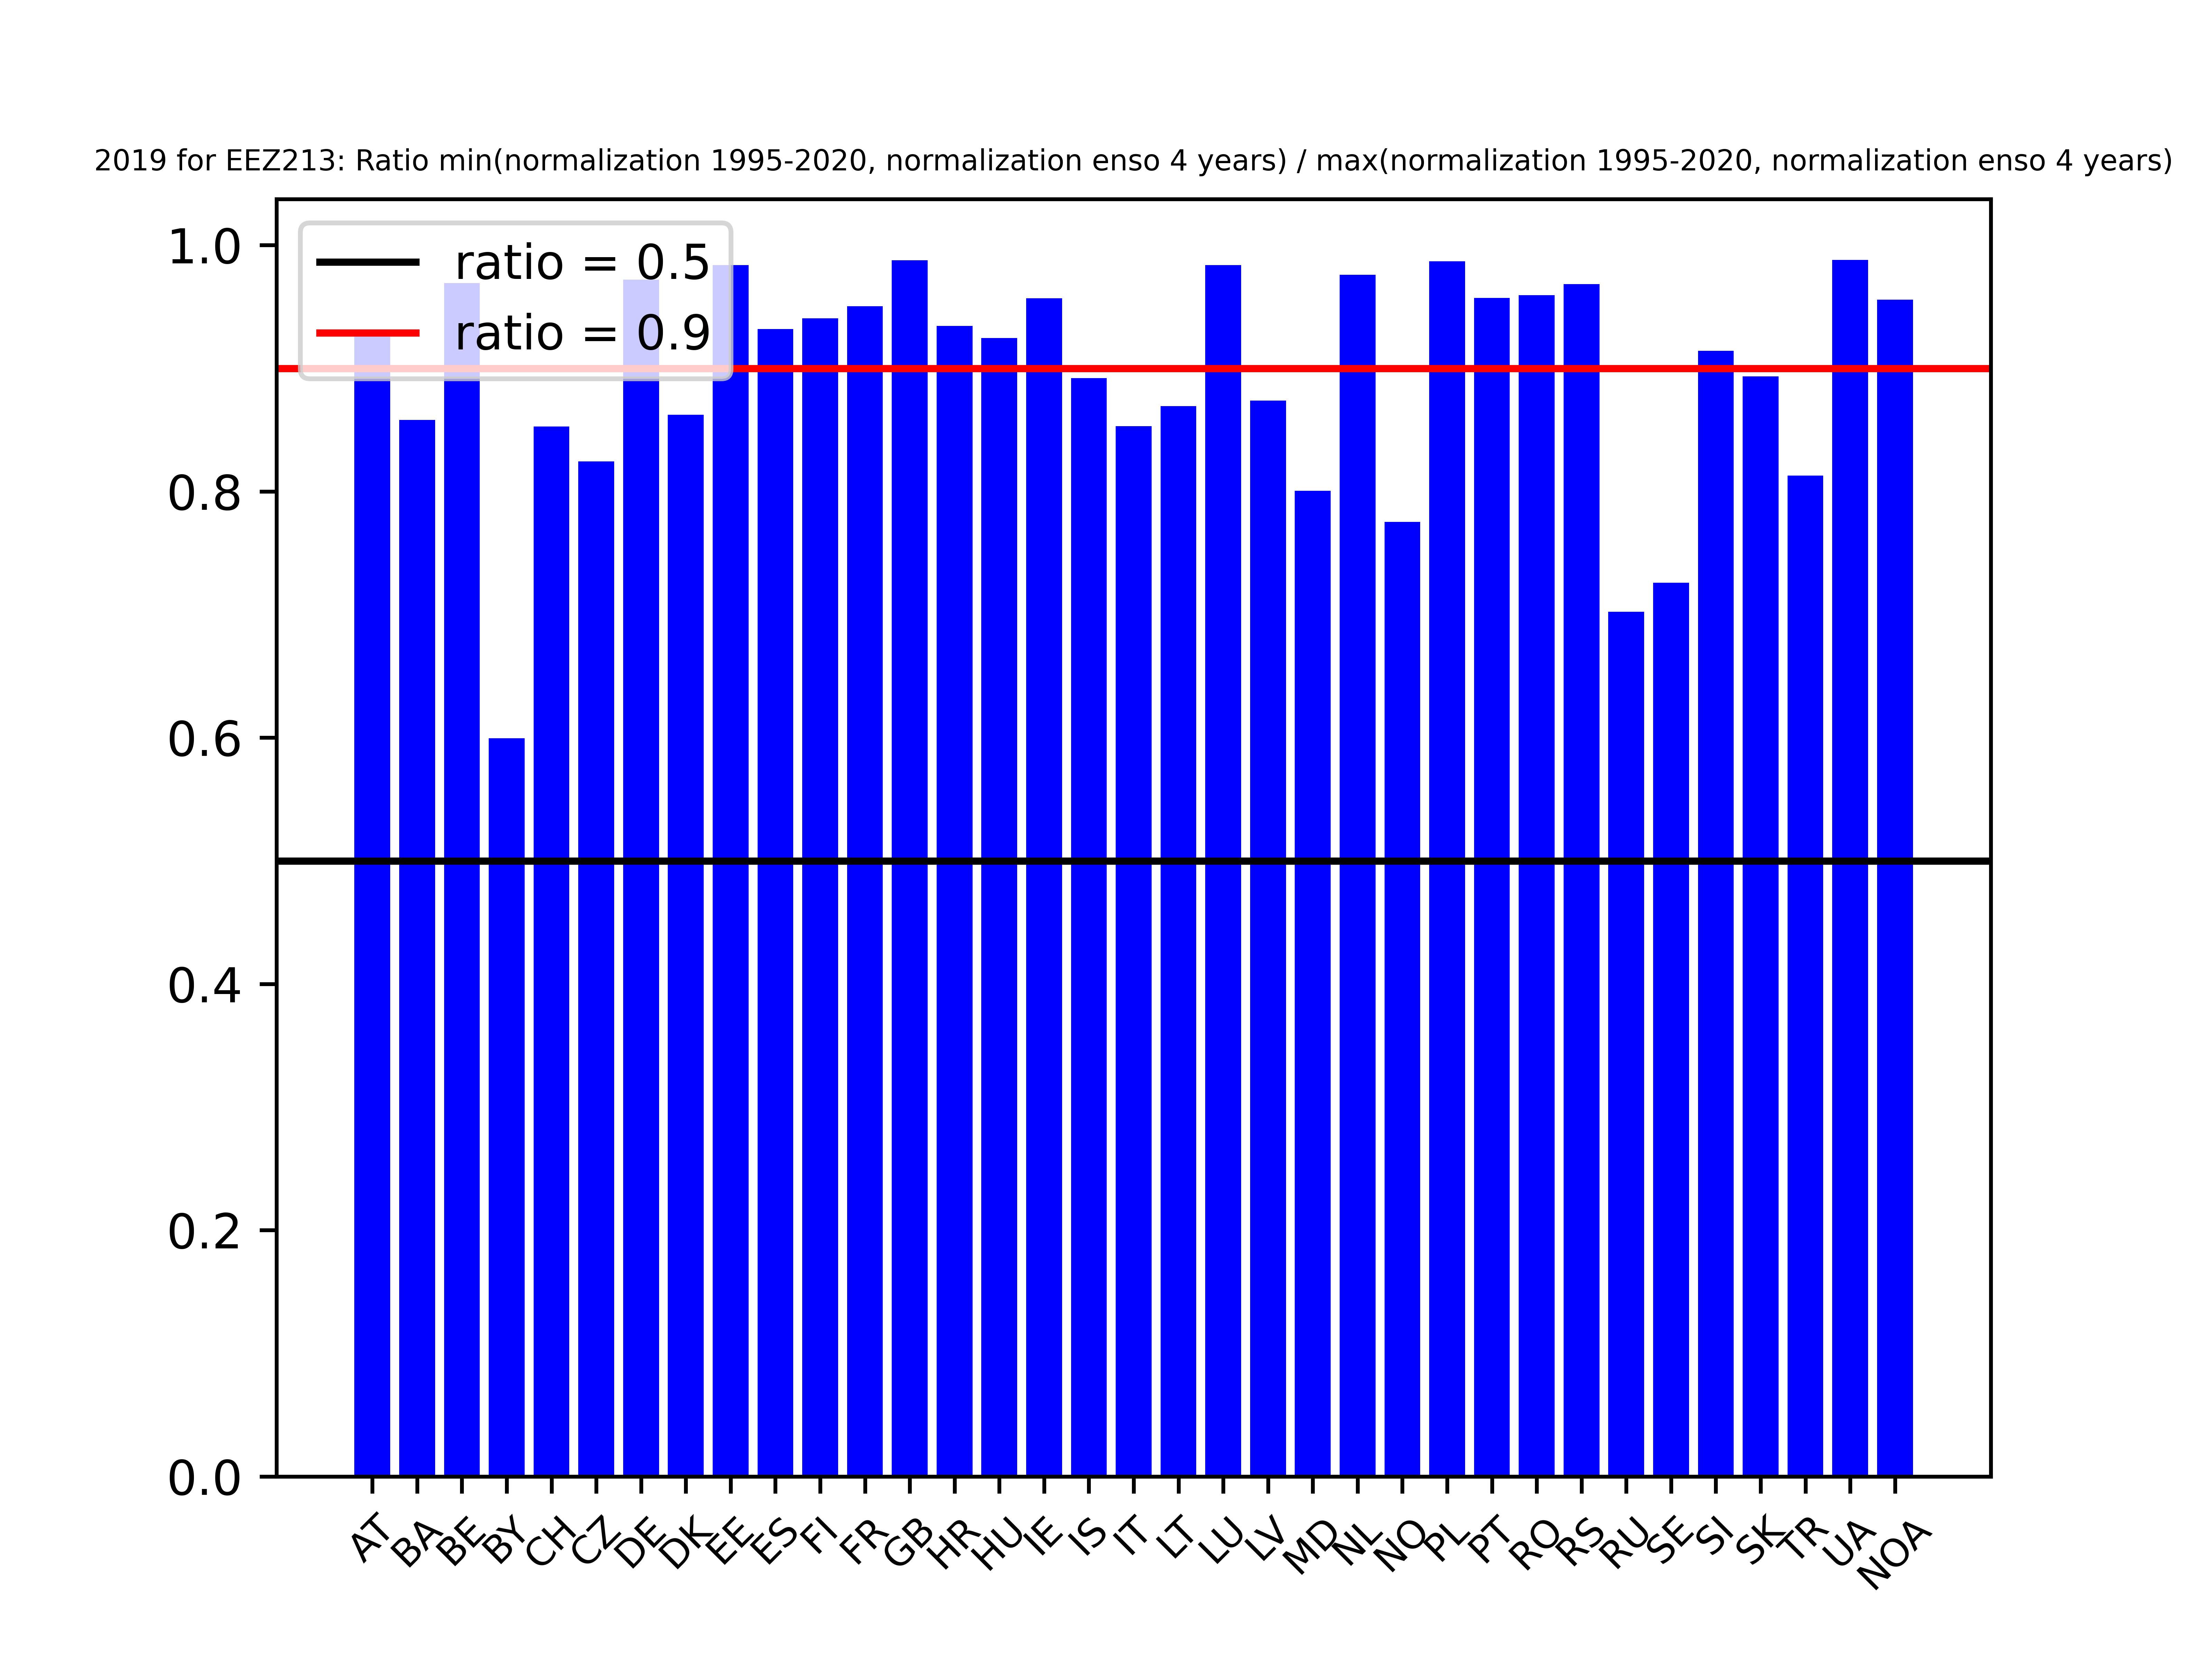 2019 for EEZ213: Ratio min(normalization 1995-2020, normalization enso 4 years) / max(normalization 1995-2020, normalization enso 4 years)
ratio = 0.5
ratio = 0.9
1.0
0.8
0.6
0.4
0.2
0.0
AT BA BE BY CH CZ DE DK EE ES FI FR GB HR HU IE IS IT LT LU LV MD NL NO PL PT RO RS RU SE SI SK TR UA NOA